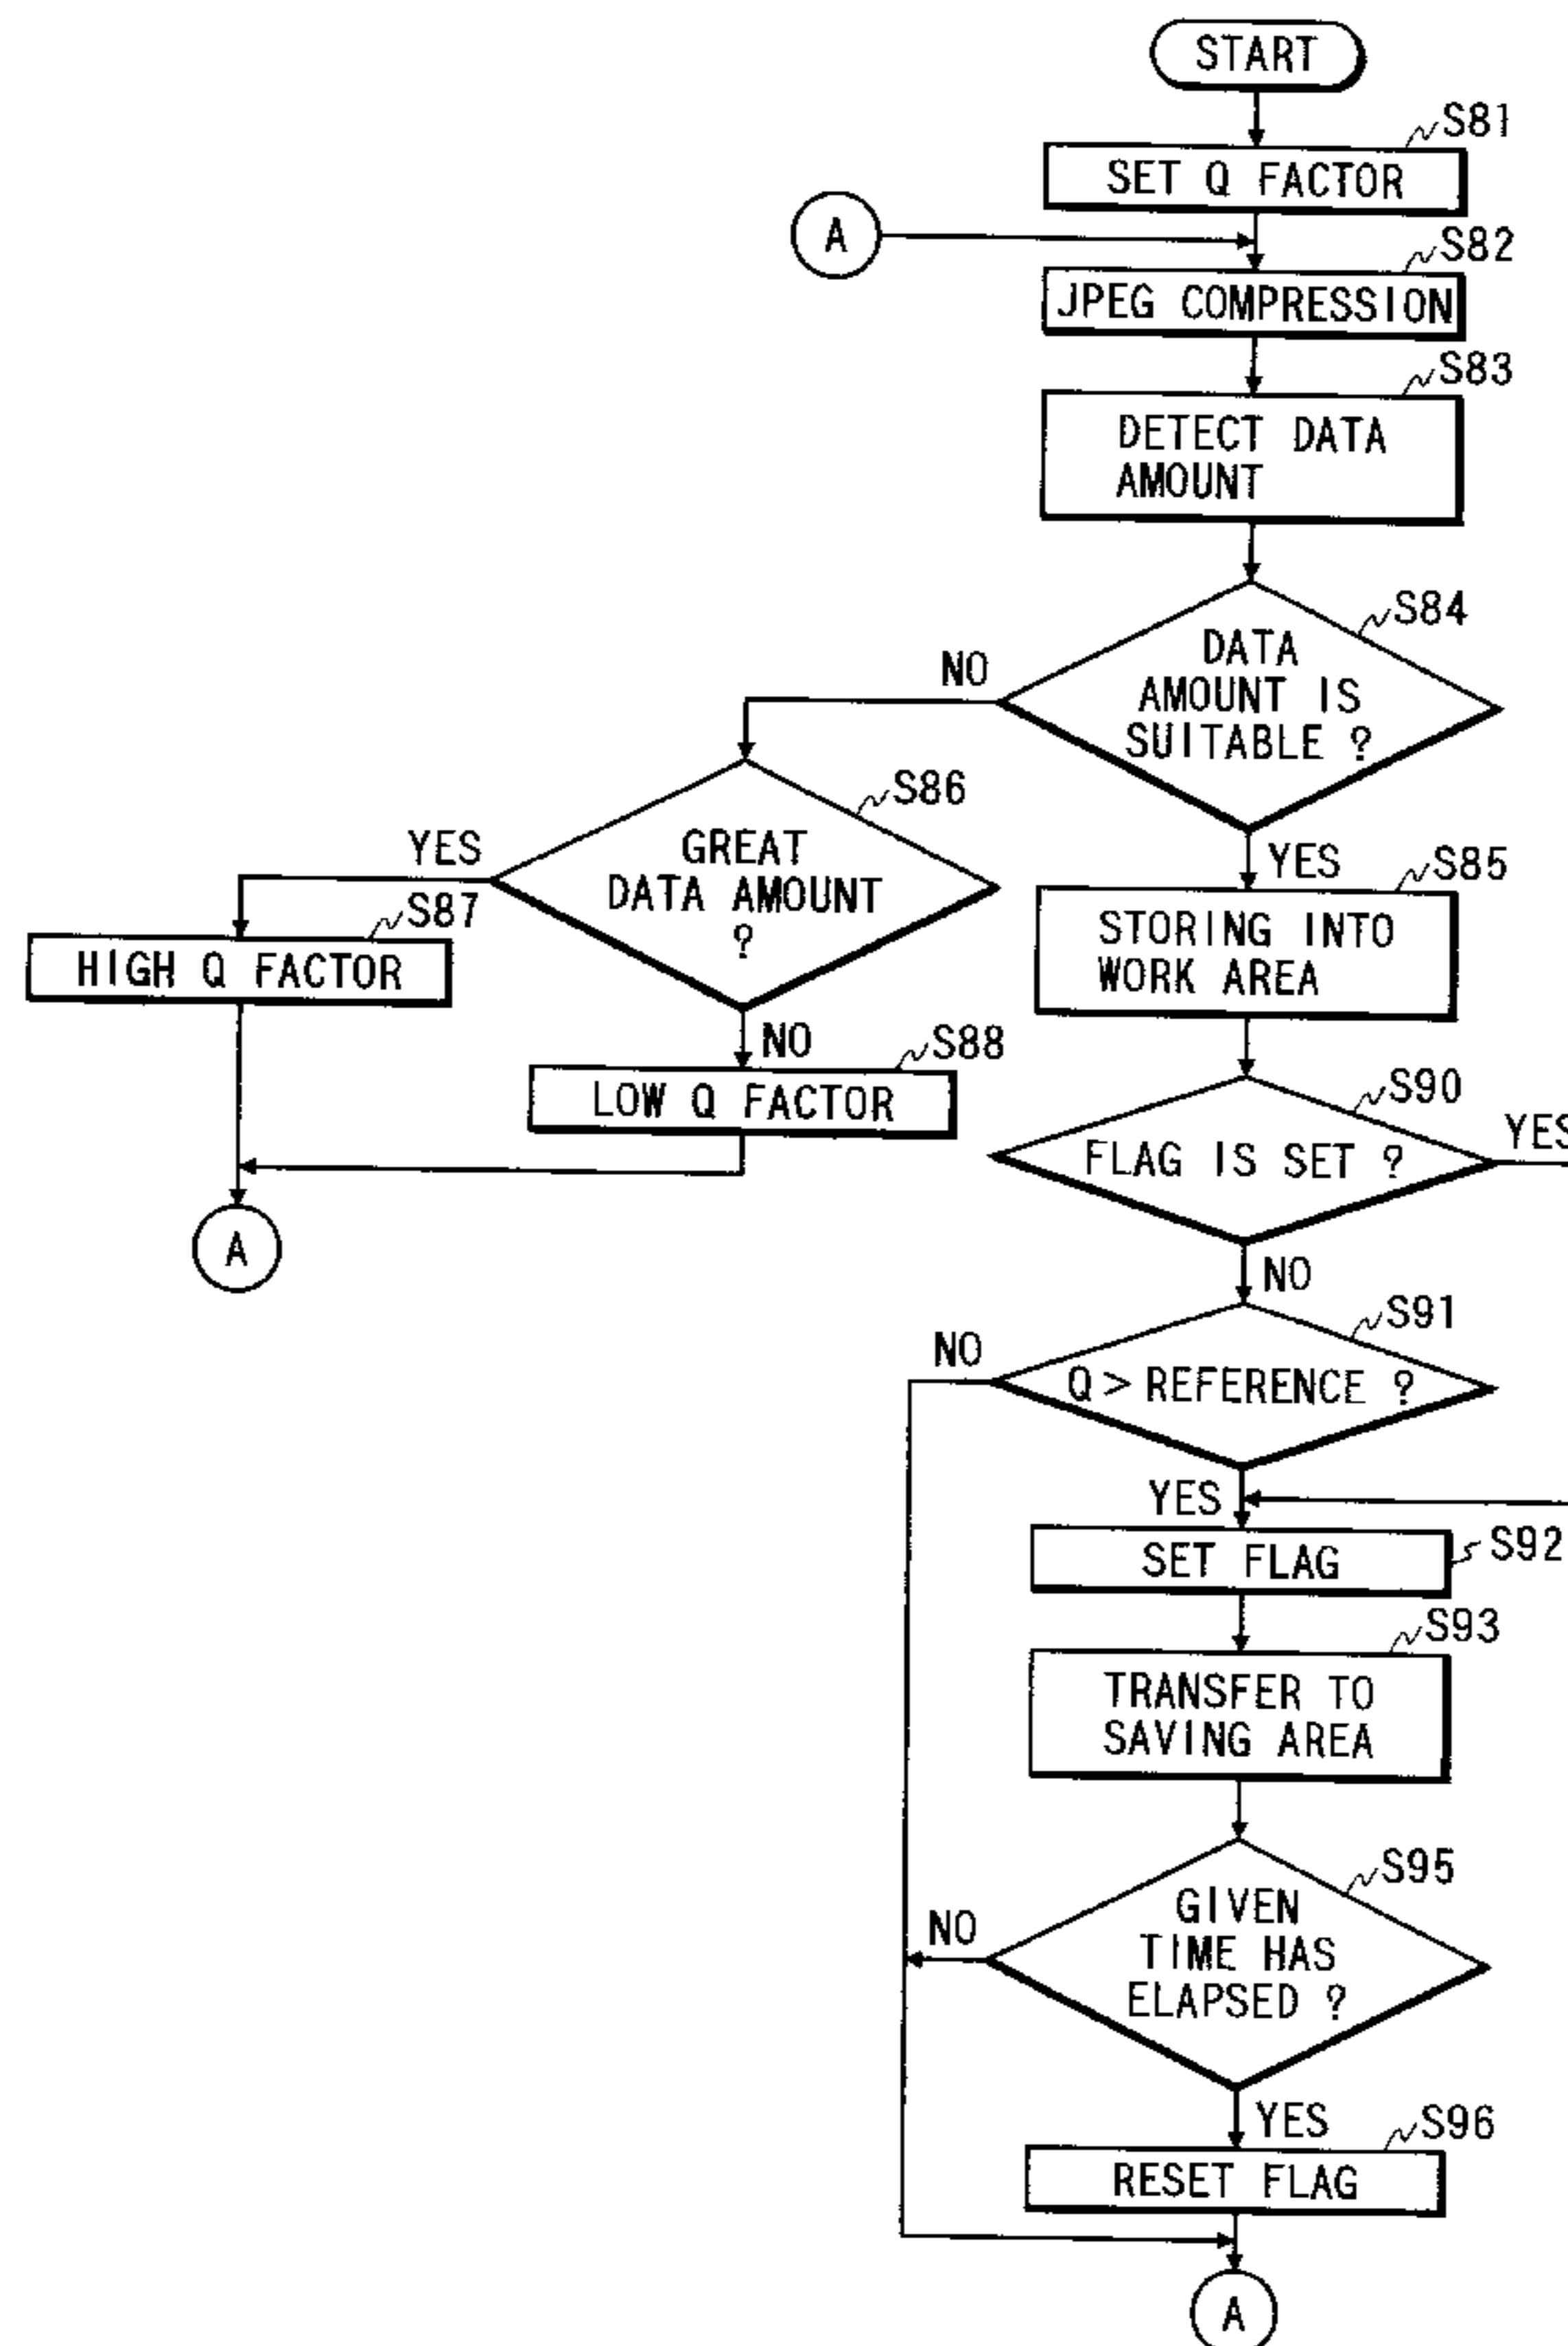 START
S81
SET Q FACTOR
A
S82
JPEG COMPRESSION
S83
DETECT DATA
AMOUNT
S84
DATA
AMOUNT IS
SUITABLE ?
NO
YES
S86
GREAT
DATA AMOUNT
?
YES
S87
HIGH Q FACTOR
NO
S88
LOW Q FACTOR
A
S85
STORING INTO
WORK AREA
S90
FLAG IS SET ?
YES
NO
S91
Q > REFERENCE ?
NO
YES
S92
SET FLAG
S93
TRANSFER TO
SAVING AREA
S95
GIVEN
TIME HAS
ELAPSED ?
NO
YES
S96
RESET FLAG
A